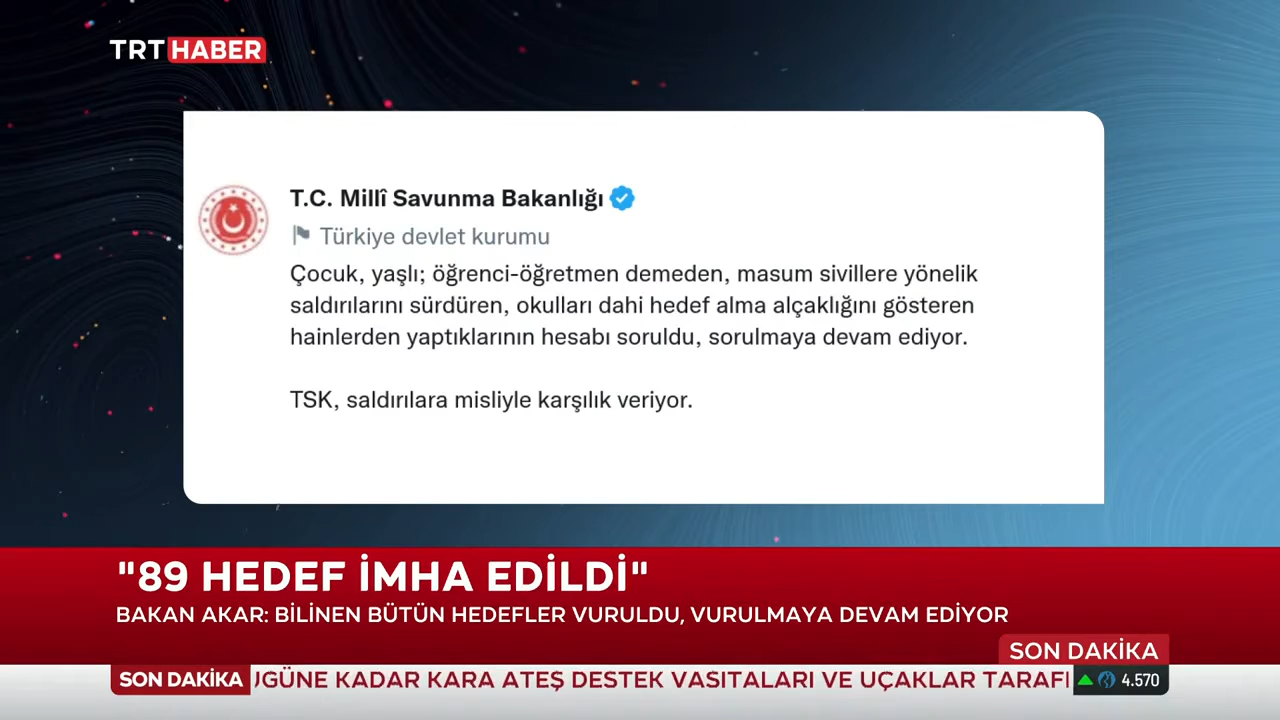 TRT HABER
T.C. Millî Savunma Bakanlığı
Türkiye devlet kurumu
Çocuk, yaşlı; öğrenci-öğretmen demeden, masum sivillere yönelik
saldırılarını sürdüren, okulları dahi hedef alma alçaklığını gösteren
hainlerden yaptıklarının hesabı soruldu, sorulmaya devam ediyor.
TSK, saldırılara misliyle karşılık veriyor.
"89 HEDEF İMHA EDİLDİ"
BAKAN AKAR: BİLİNEN BÜTÜN HEDEFLER VURULDU, VURULMAYA DEVAM EDİYOR
SON DAKİKA
SON DAKİKA KADAR KARA ATEŞ DESTEK VASITALARI VE UÇAKLAR 4.570